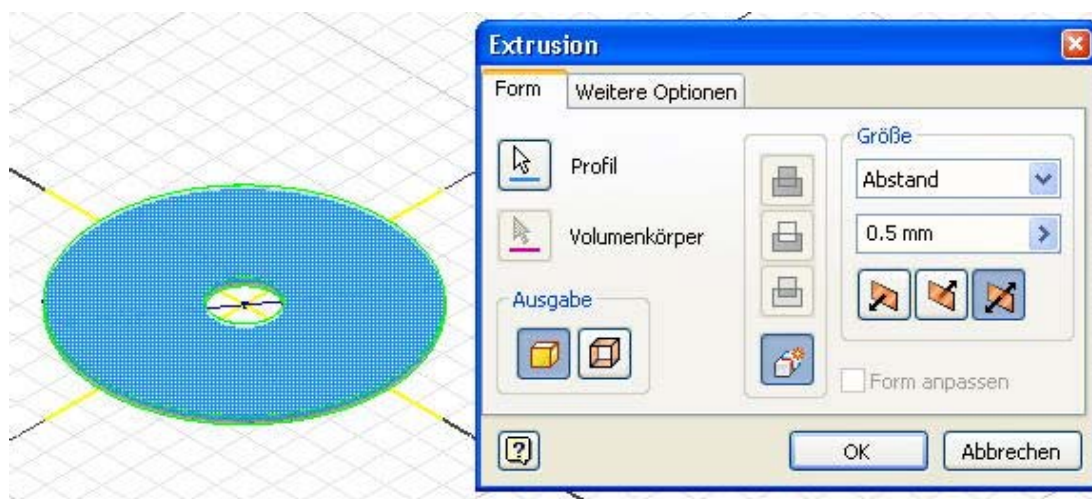 Extrusion
Form
Weitere Optionen
Profil
Volumenkörper
Ausgabe
Größe
Abstand
0.5 mm
Form anpassen
?
OK
Abbrechen